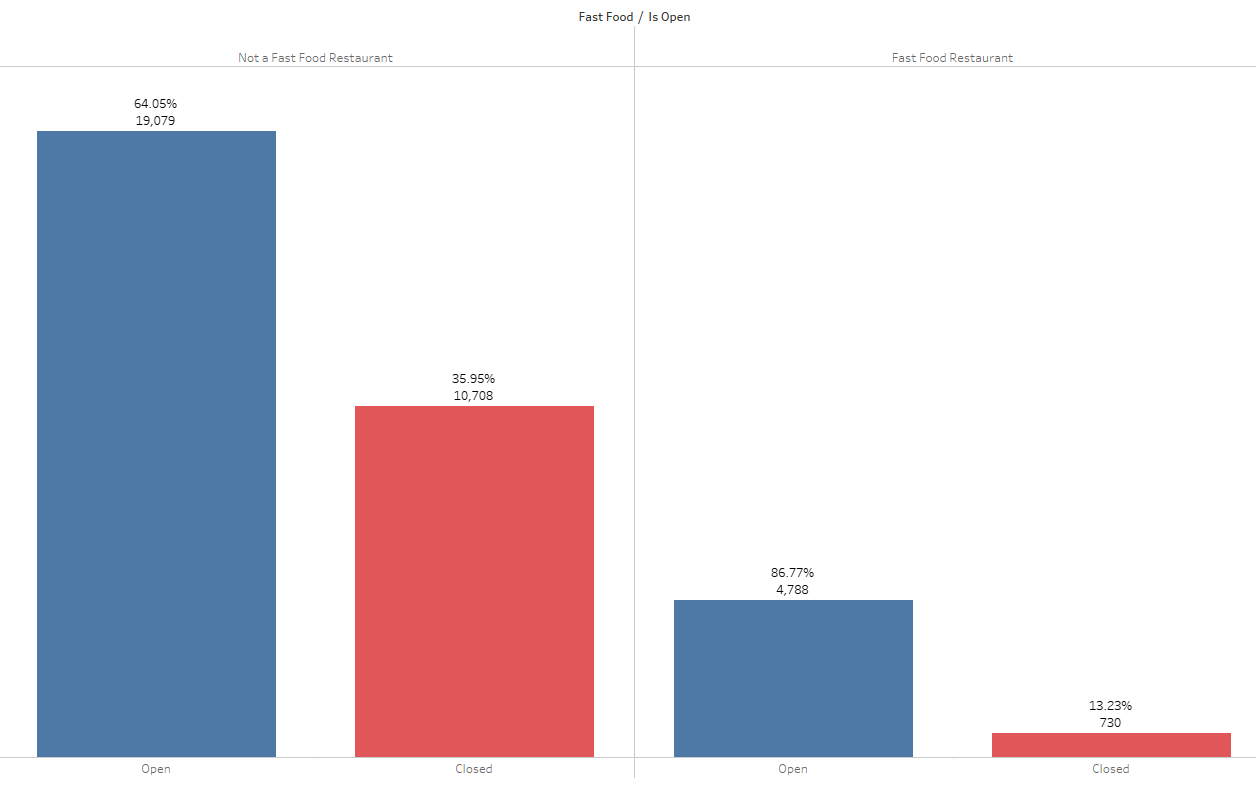 Fast Food / Is Open
Not a Fast Food Restaurant
Fast Food Restaurant
64.05%
19,079
35.95%
10,708
86.77%
4,788
13.23%
730
Open
Closed
Open
Closed